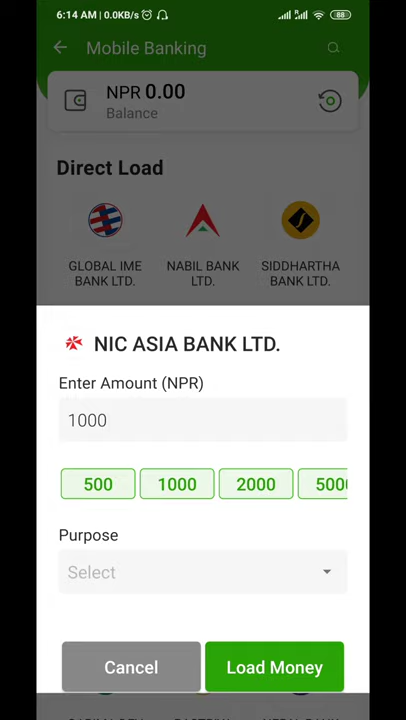 6:14 AM | 0.0KB/s
88
Mobile Banking
NPR 0.00
Balance
Direct Load
GLOBAL IME BANK LTD.
NABIL BANK LTD.
SIDDHARTHA BANK LTD.
NIC ASIA BANK LTD.
Enter Amount (NPR)
1000
500 1000 2000 5000
Purpose
Select
Cancel Load Money